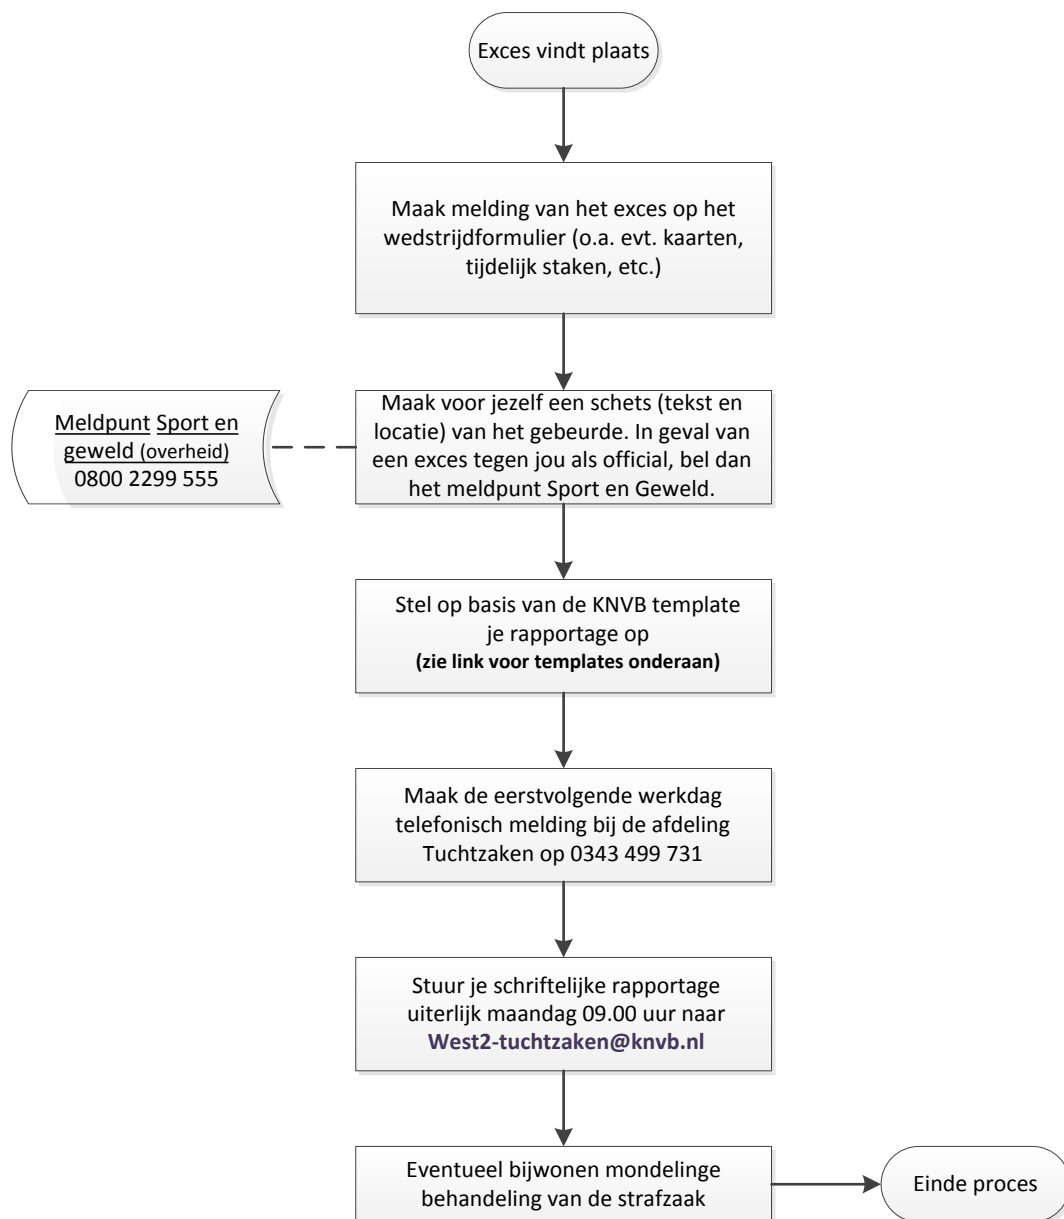 Exces vindt plaats
Maak melding van het exces op het
wedstrijdformulier (o.a. evt. kaarten,
tijdelijk staken, etc.)
Meldpunt Sport en
geweld (overheid)
0800 2299 555
Maak voor jezelf een schets (tekst en
locatie) van het gebeurde. In geval van
een exces tegen jou als official, bel dan
het meldpunt Sport en Geweld.
Stel op basis van de KNVB template
je rapportage op
(zie link voor templates onderaan)
Maak de eerstvolgende werkdag
telefonisch melding bij de afdeling
Tuchtzaken op 0343 499 731
Stuur je schriftelijke rapportage
uiterlijk maandag 09.00 uur naar
West2-tuchtzaken@knvb.nl
Eventueel bijwonen mondelinge
behandeling van de strafzaak
Einde proces